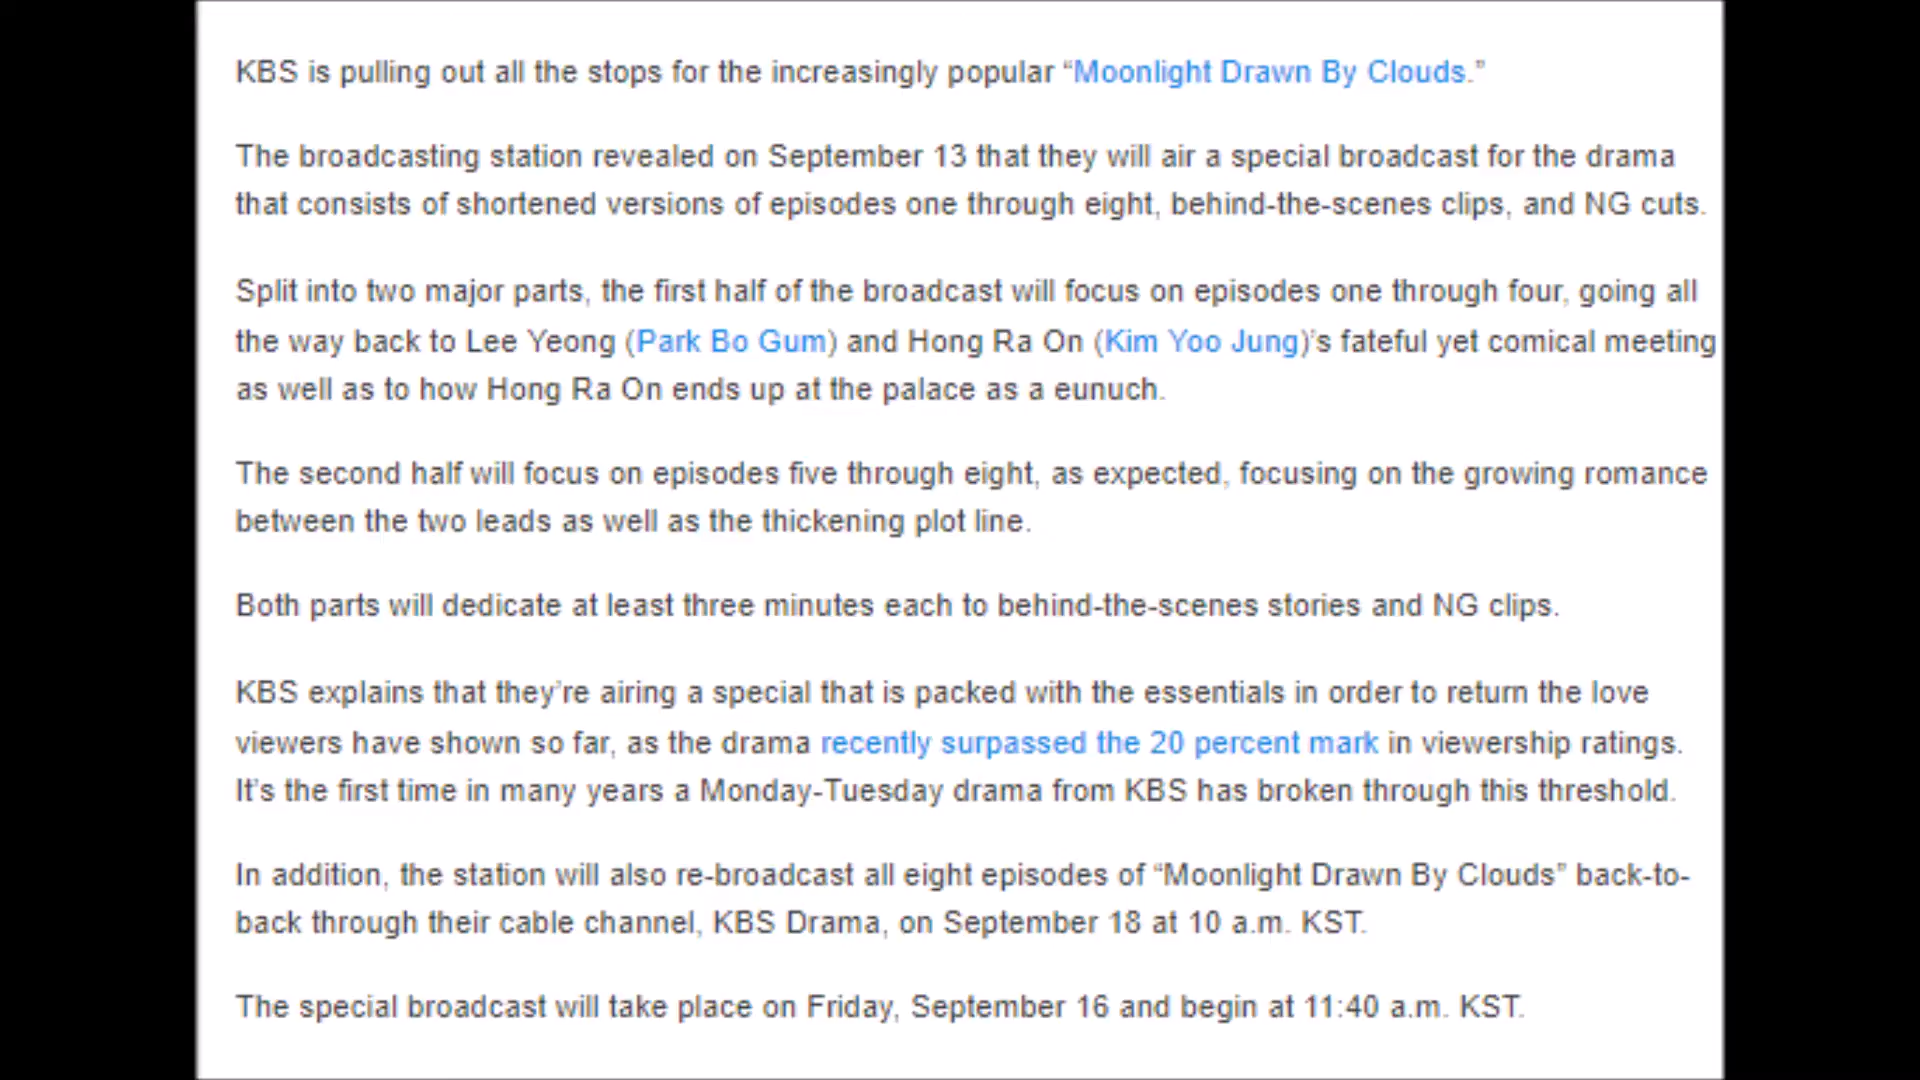 KBS is pulling out all the stops for the increasingly popular “Moonlight Drawn By Clouds.”
The broadcasting station revealed on September 13 that they will air a special broadcast for the drama
that consists of shortened versions of episodes one through eight, behind-the-scenes clips, and NG cuts.
Split into two major parts, the first half of the broadcast will focus on episodes one through four, going all
the way back to Lee Yeong (Park Bo Gum) and Hong Ra On (Kim Yoo Jung)’s fateful yet comical meeting
as well as to how Hong Ra On ends up at the palace as a eunuch.
The second half will focus on episodes five through eight, as expected, focusing on the growing romance
between the two leads as well as the thickening plot line.
Both parts will dedicate at least three minutes each to behind-the-scenes stories and NG clips.
KBS explains that they’re airing a special that is packed with the essentials in order to return the love
viewers have shown so far, as the drama recently surpassed the 20 percent mark in viewership ratings.
It’s the first time in many years a Monday-Tuesday drama from KBS has broken through this threshold.
In addition, the station will also re-broadcast all eight episodes of “Moonlight Drawn By Clouds” back-to-
back through their cable channel, KBS Drama, on September 18 at 10 a.m. KST.
The special broadcast will take place on Friday, September 16 and begin at 11:40 a.m. KST.